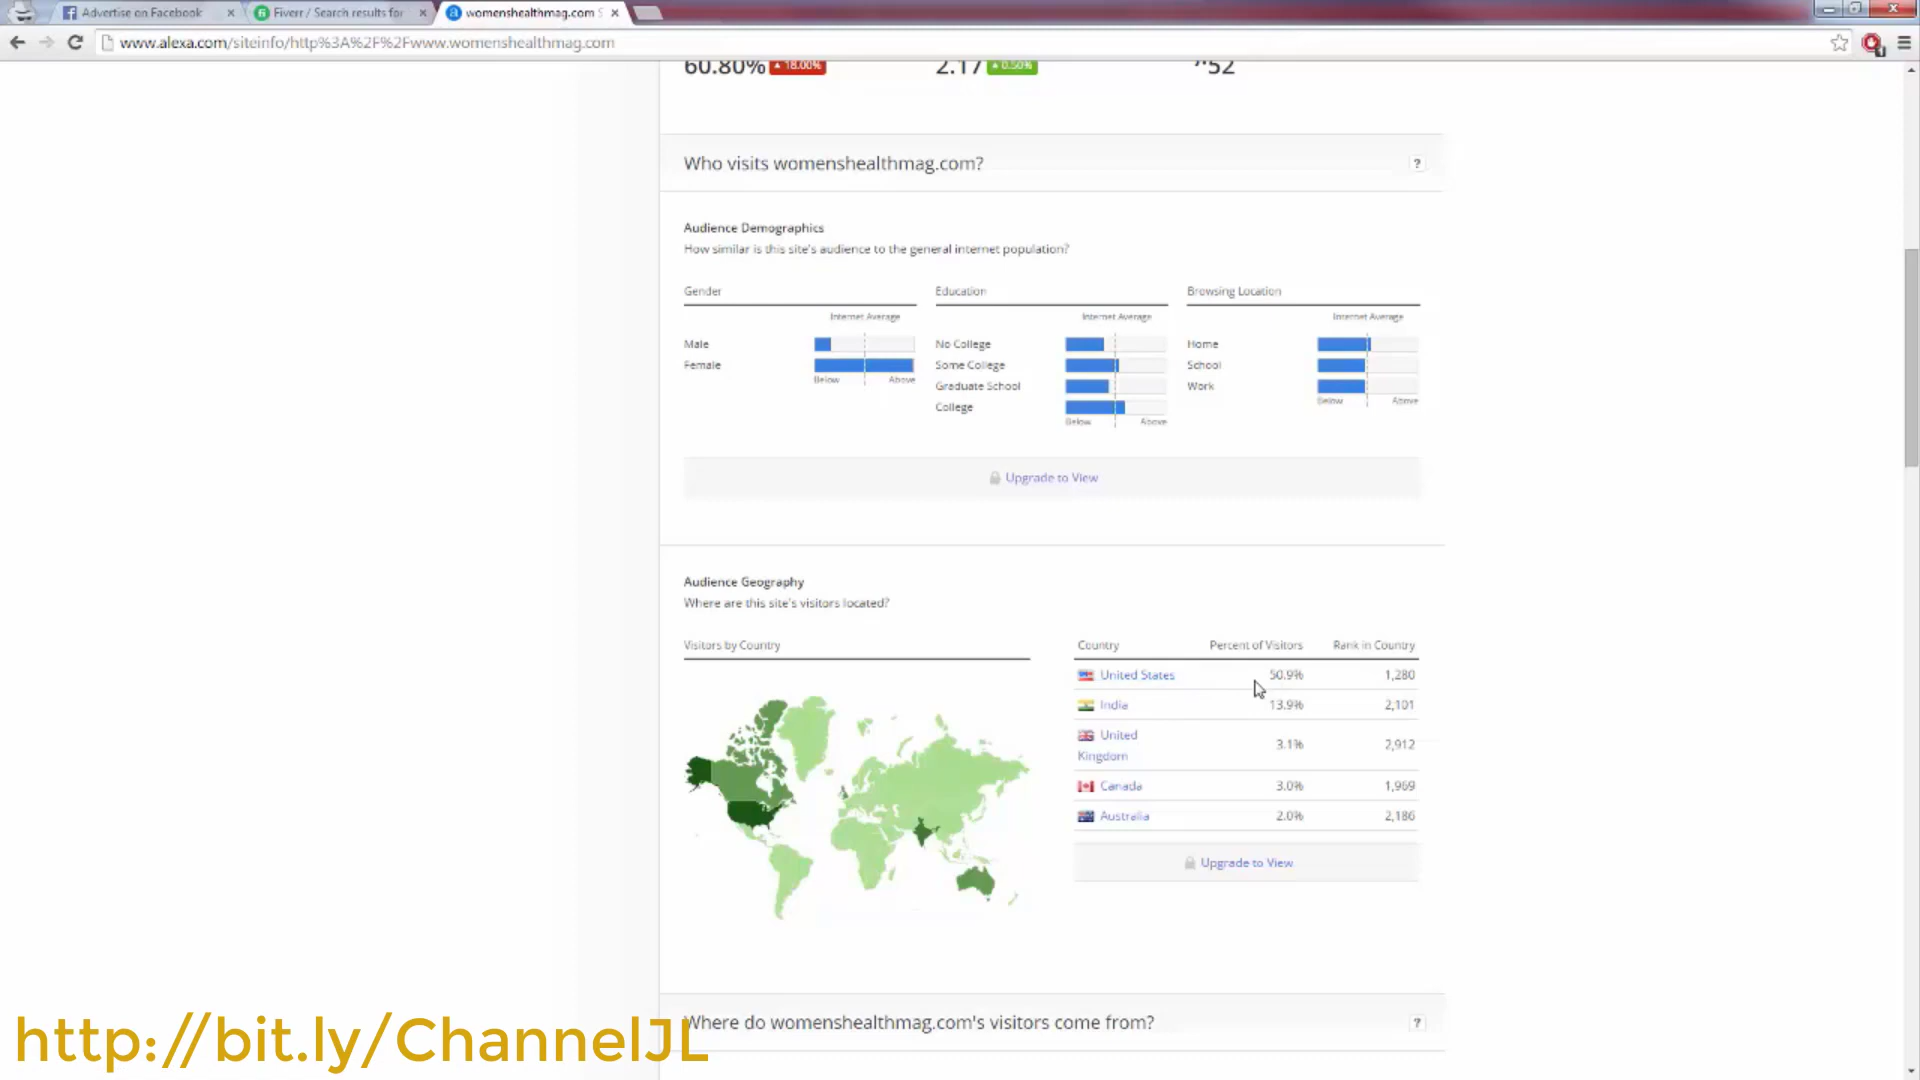 Advertise on Facebook
Fiverr / Search results for
womenshealthmag.com S
www.alexa.com/siteinfo/http%3A%2F%2Fwww.womenshealthmag.com
60.80% 18.00% 2.17 0.50% 52
Who visits womenshealthmag.com? ?
Audience Demographics
How similar is this site's audience to the general internet population?
Gender Education Browsing Location
Internet Average Internet Average Internet Average
Male No College Home
Female Some College School
Below Above Graduate School Work
College Below Above
Below Above
Upgrade to View
Audience Geography
Where are this site's visitors located?
Visitors by Country Country Percent of Visitors Rank in Country
United States 50.9% 1,280
India 13.9% 2,101
United Kingdom 3.1% 2,912
Canada 3.0% 1,969
Australia 2.0% 2,186
Upgrade to View
Where do womenshealthmag.com's visitors come from? ?
http://bit.ly/ChannelJL